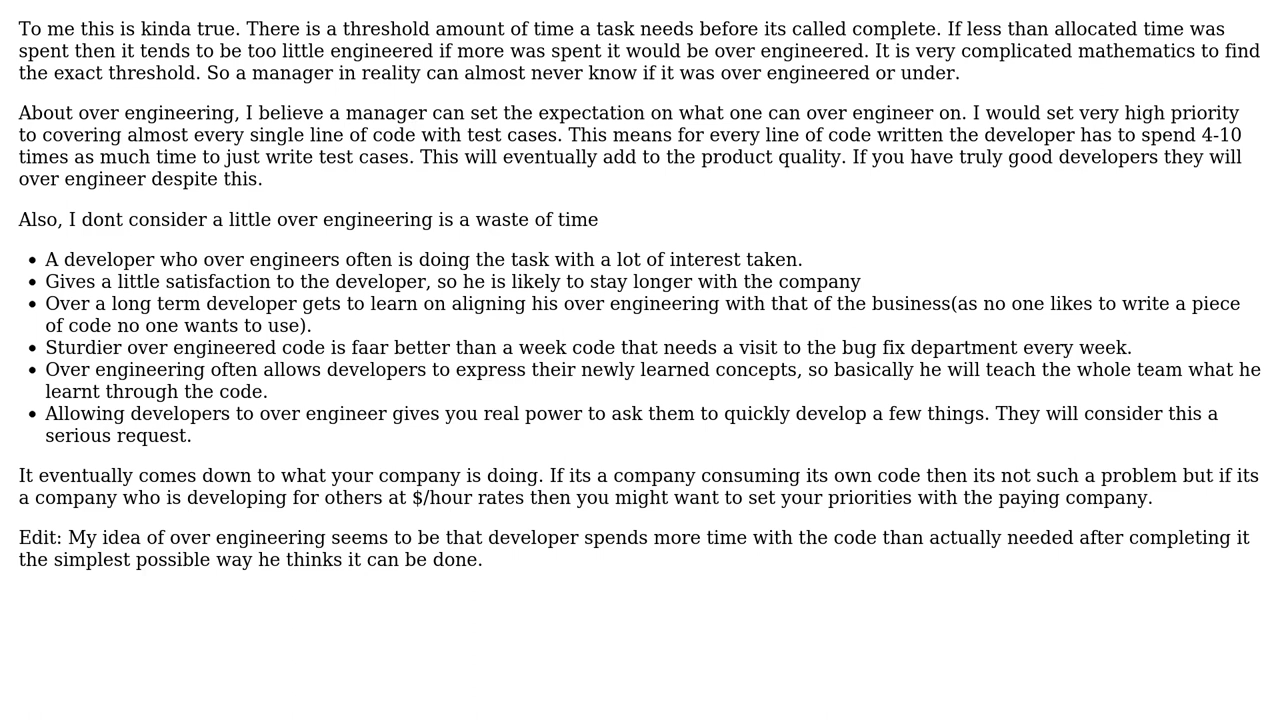 To me this is kinda true. There is a threshold amount of time a task needs before its called complete. If less than allocated time was
spent then it tends to be too little engineered if more was spent it would be over engineered. It is very complicated mathematics to find
the exact threshold. So a manager in reality can almost never know if it was over engineered or under.
About over engineering, I believe a manager can set the expectation on what one can over engineer on. I would set very high priority
to covering almost every single line of code with test cases. This means for every line of code written the developer has to spend 4-10
times as much time to just write test cases. This will eventually add to the product quality. If you have truly good developers they will
over engineer despite this.
Also, I dont consider a little over engineering is a waste of time
• A developer who over engineers often is doing the task with a lot of interest taken.
• Gives a little satisfaction to the developer, so he is likely to stay longer with the company
• Over a long term developer gets to learn on aligning his over engineering with that of the business(as no one likes to write a piece
of code no one wants to use).
• Sturdier over engineered code is faar better than a week code that needs a visit to the bug fix department every week.
• Over engineering often allows developers to express their newly learned concepts, so basically he will teach the whole team what he
learnt through the code.
• Allowing developers to over engineer gives you real power to ask them to quickly develop a few things. They will consider this a
serious request.
It eventually comes down to what your company is doing. If its a company consuming its own code then its not such a problem but if its
a company who is developing for others at $/hour rates then you might want to set your priorities with the paying company.
Edit: My idea of over engineering seems to be that developer spends more time with the code than actually needed after completing it
the simplest possible way he thinks it can be done.